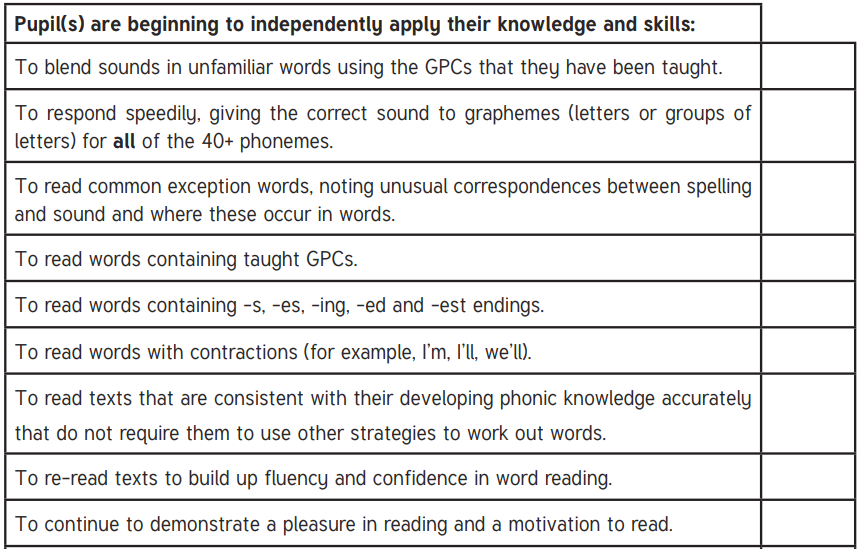 Pupil(s) are beginning to independently apply their knowledge and skills:
To blend sounds in unfamiliar words using the GPCs that they have been taught.
To respond speedily, giving the correct sound to graphemes (letters or groups of
letters) for all of the 40+ phonemes.
To read common exception words, noting unusual correspondences between spelling
and sound and where these occur in words.
To read words containing taught GPCs.
To read words containing -s, -es, -ing, -ed and -est endings.
To read words with contractions (for example, I'm, I'll, we'll).
To read texts that are consistent with their developing phonic knowledge accurately
that do not require them to use other strategies to work out words.
To re-read texts to build up fluency and confidence in word reading.
To continue to demonstrate a pleasure in reading and a motivation to read.